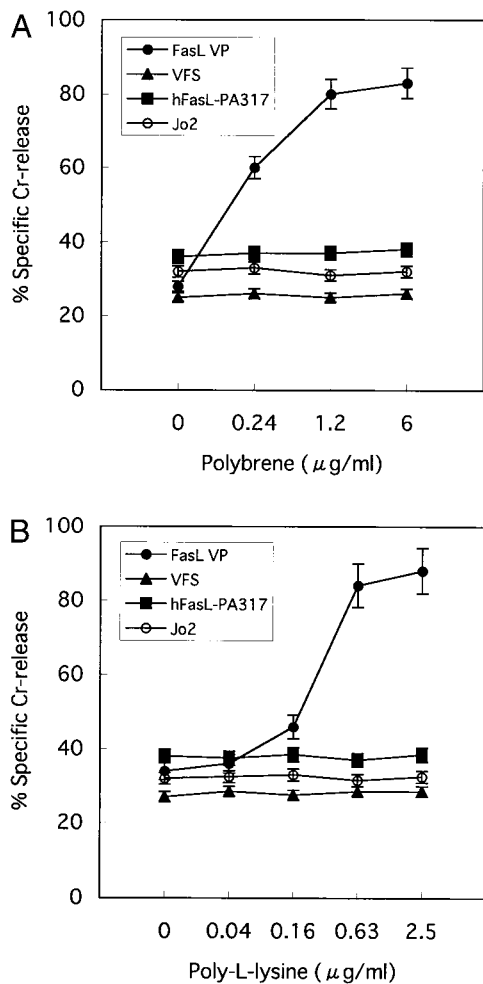 A
100
80
60
40
20
0
% Specific Cr-release
FasL VP
VFS
hFasL-PA317
Jo2
0 0.24 1.2 6
Polybrene ( μg/ml)
B
100
80
60
40
20
0
% Specific Cr-release
FasL VP
VFS
hFasL-PA317
Jo2
0 0.04 0.16 0.63 2.5
Poly-L-lysine ( μg/ml)